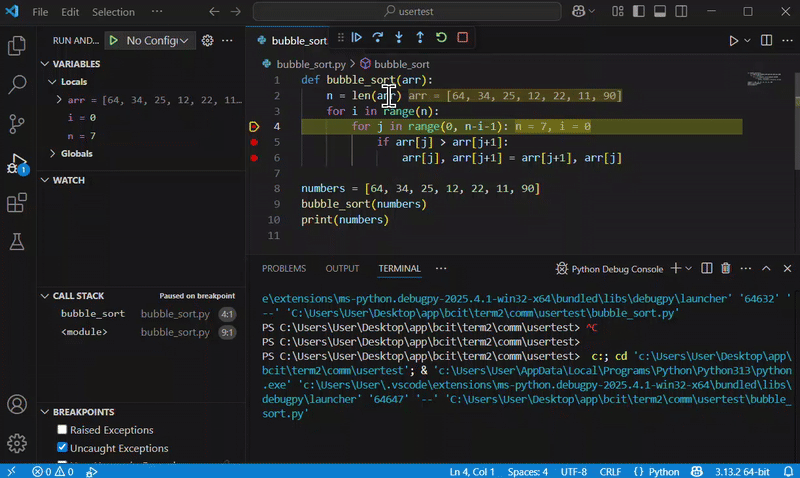 File Edit Selection ··· usertest
RUN AND... No Config
VARIABLES
Locals
arr = [64, 34, 25, 12, 22, 11,...
i = 0
n = 7
Globals
WATCH
CALL STACK Paused on breakpoint
bubble_sort bubble_sort.py 4:1
<module> bubble_sort.py 9:1
BREAKPOINTS
Raised Exceptions
Uncaught Exceptions
1
bubble_sort
bubble_sort.py > bubble_sort
1 def bubble_sort(arr):
2 n = len(arr) arr = [64, 34, 25, 12, 22, 11, 90]
3 for i in range(n):
4 for j in range(0, n-i-1): n = 7, i = 0
5 if arr[j] > arr[j+1]:
6 arr[j], arr[j+1] = arr[j+1], arr[j]
7
8 numbers = [64, 34, 25, 12, 22, 11, 90]
9 bubble_sort(numbers)
10 print(numbers)
11
PROBLEMS OUTPUT TERMINAL ··· Python Debug Console
e\extensions\ms-python.debugpy-2025.4.1-win32-x64\bundled\libs\debugpy\launcher' '64632' '
--' 'C:\Users\User\Desktop\app\bcit\term2\comm\usertest\bubble_sort.py'
PS C:\Users\User\Desktop\app\bcit\term2\comm\usertest> ^C
PS C:\Users\User\Desktop\app\bcit\term2\comm\usertest>
PS C:\Users\User\Desktop\app\bcit\term2\comm\usertest> c:; cd 'c:\Users\User\Desktop\app\
bcit\term2\comm\usertest'; & 'c:\Users\User\AppData\Local\Programs\Python\Python313\python
.exe' 'c:\Users\User\.vscode\extensions\ms-python.debugpy-2025.4.1-win32-x64\bundled\libs\
debugpy\launcher' '64647' '--' 'C:\Users\User\Desktop\app\bcit\term2\comm\usertest\bubble_
sort.py'
0 0 Ln 4, Col 1 Spaces: 4 UTF-8 CRLF { } Python 3.13.2 64-bit